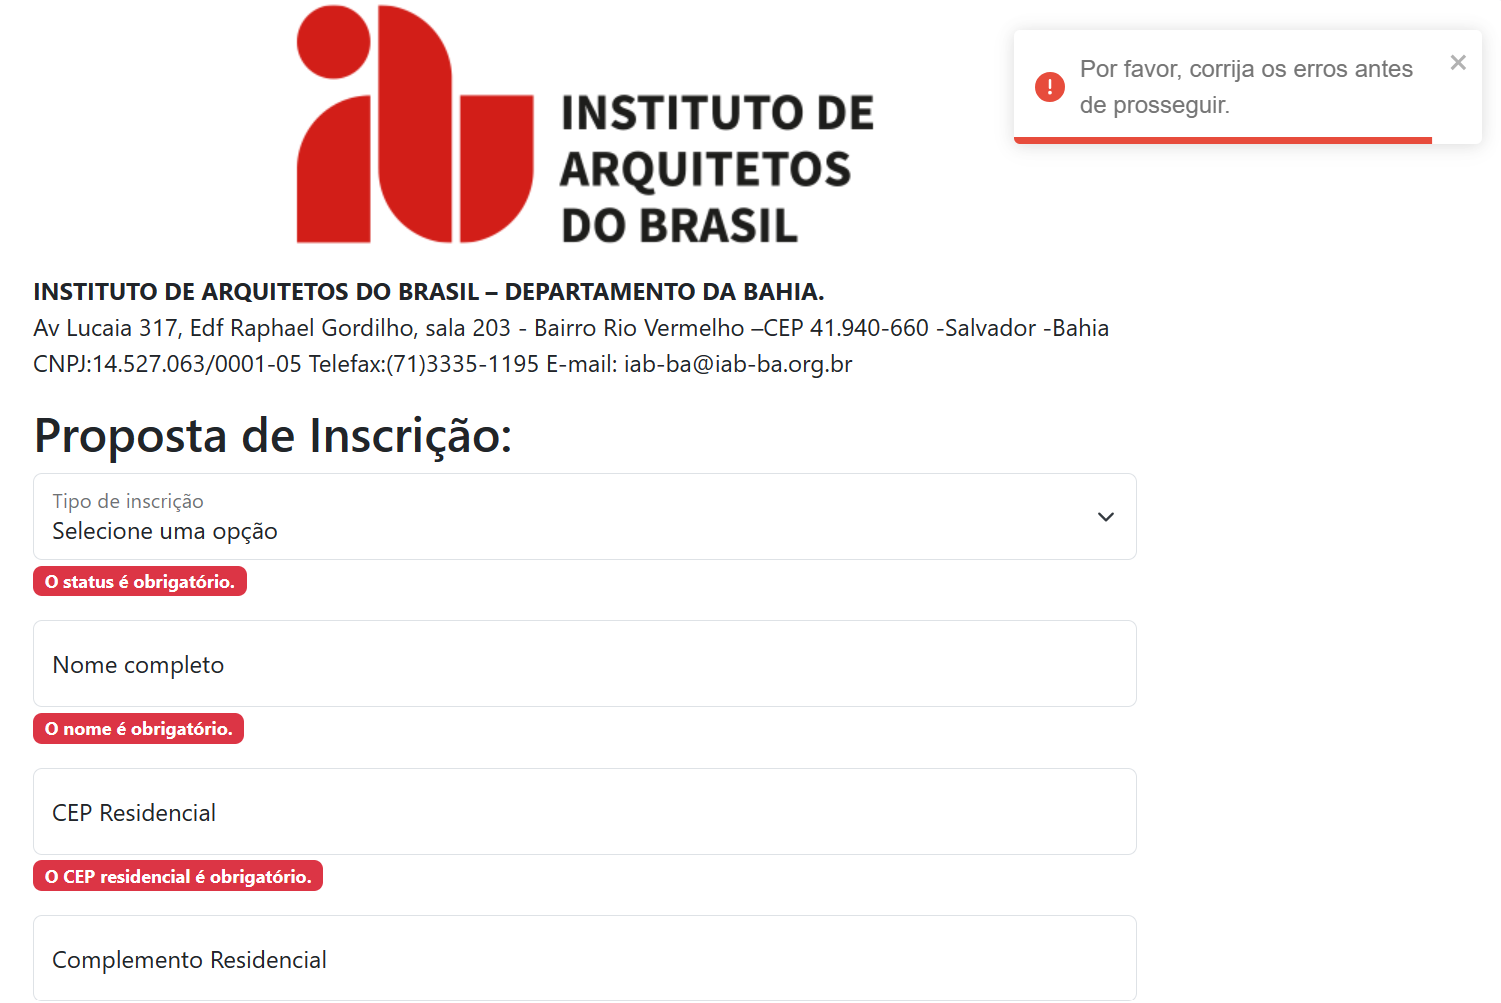 INSTITUTO DE
ARQUITETOS
DO BRASIL
Por favor, corrija os erros antes
de prosseguir.
INSTITUTO DE ARQUITETOS DO BRASIL – DEPARTAMENTO DA BAHIA.
Av Lucaia 317, Edf Raphael Gordilho, sala 203 - Bairro Rio Vermelho –CEP 41.940-660 -Salvador -Bahia
CNPJ:14.527.063/0001-05 Telefax:(71)3335-1195 E-mail: iab-ba@iab-ba.org.br
Proposta de Inscrição:
Tipo de inscrição
Selecione uma opção
O status é obrigatório.
Nome completo
O nome é obrigatório.
CEP Residencial
O CEP residencial é obrigatório.
Complemento Residencial